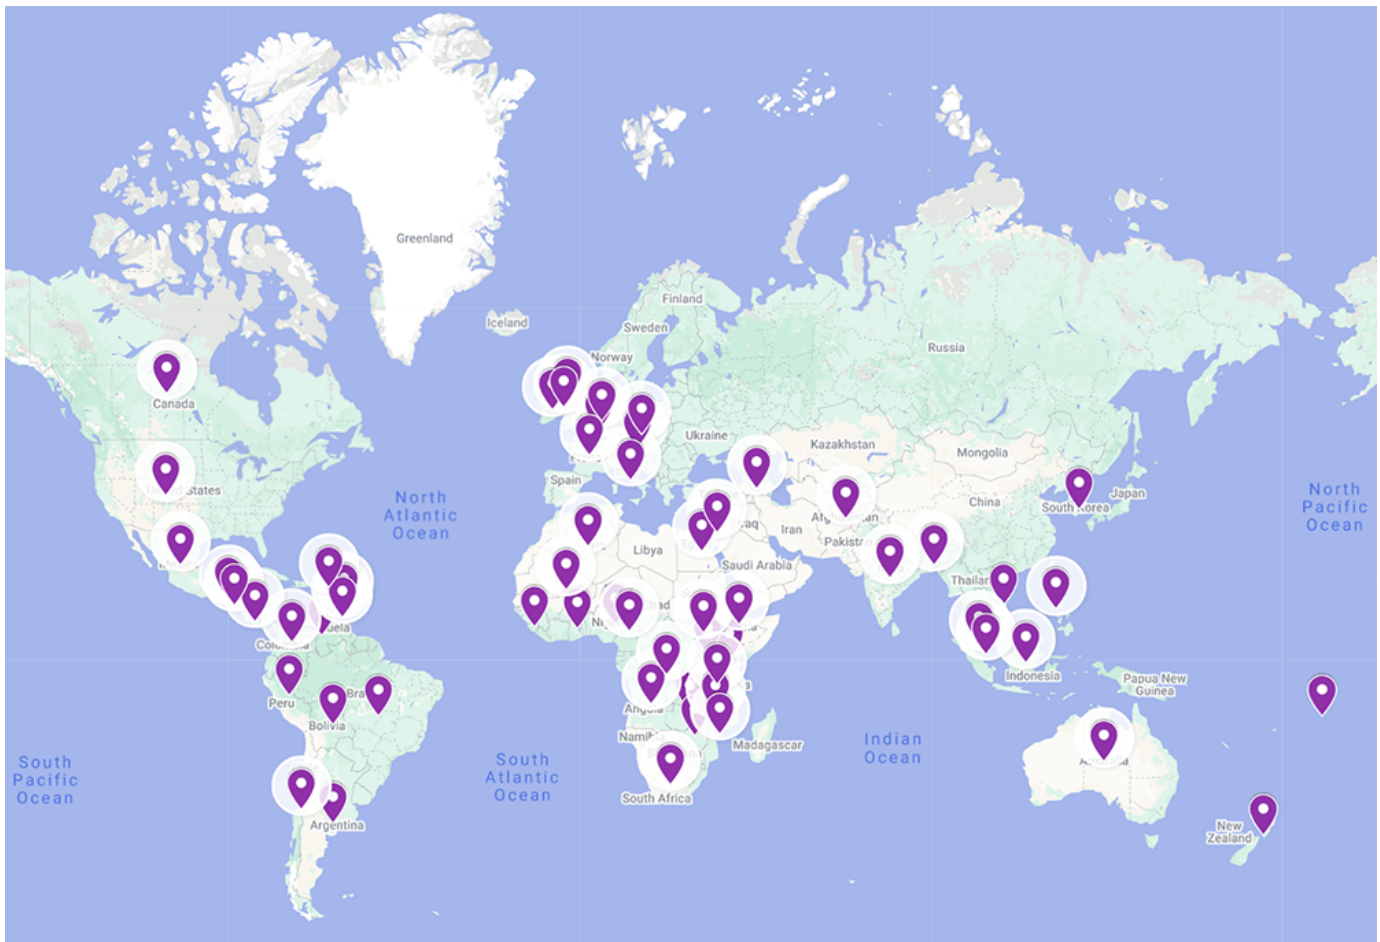 Greenland
Iceland
Finland
Sweden
Norway
Russia
Canada
Ukraine
Kazakhstan
Mongolia
Spain
North
Atlantic
Ocean
North
Pacific
Ocean
China
Japan
South Korea
Iran
Libya
Saudi Arabia
Chad
Peru
Bolivia
Angola
Indonesia
Papua New
Guinea
Madagascar
South
Pacific
Ocean
South
Atlantic
Ocean
Indian
Ocean
South Africa
Argentina
New
Zealand